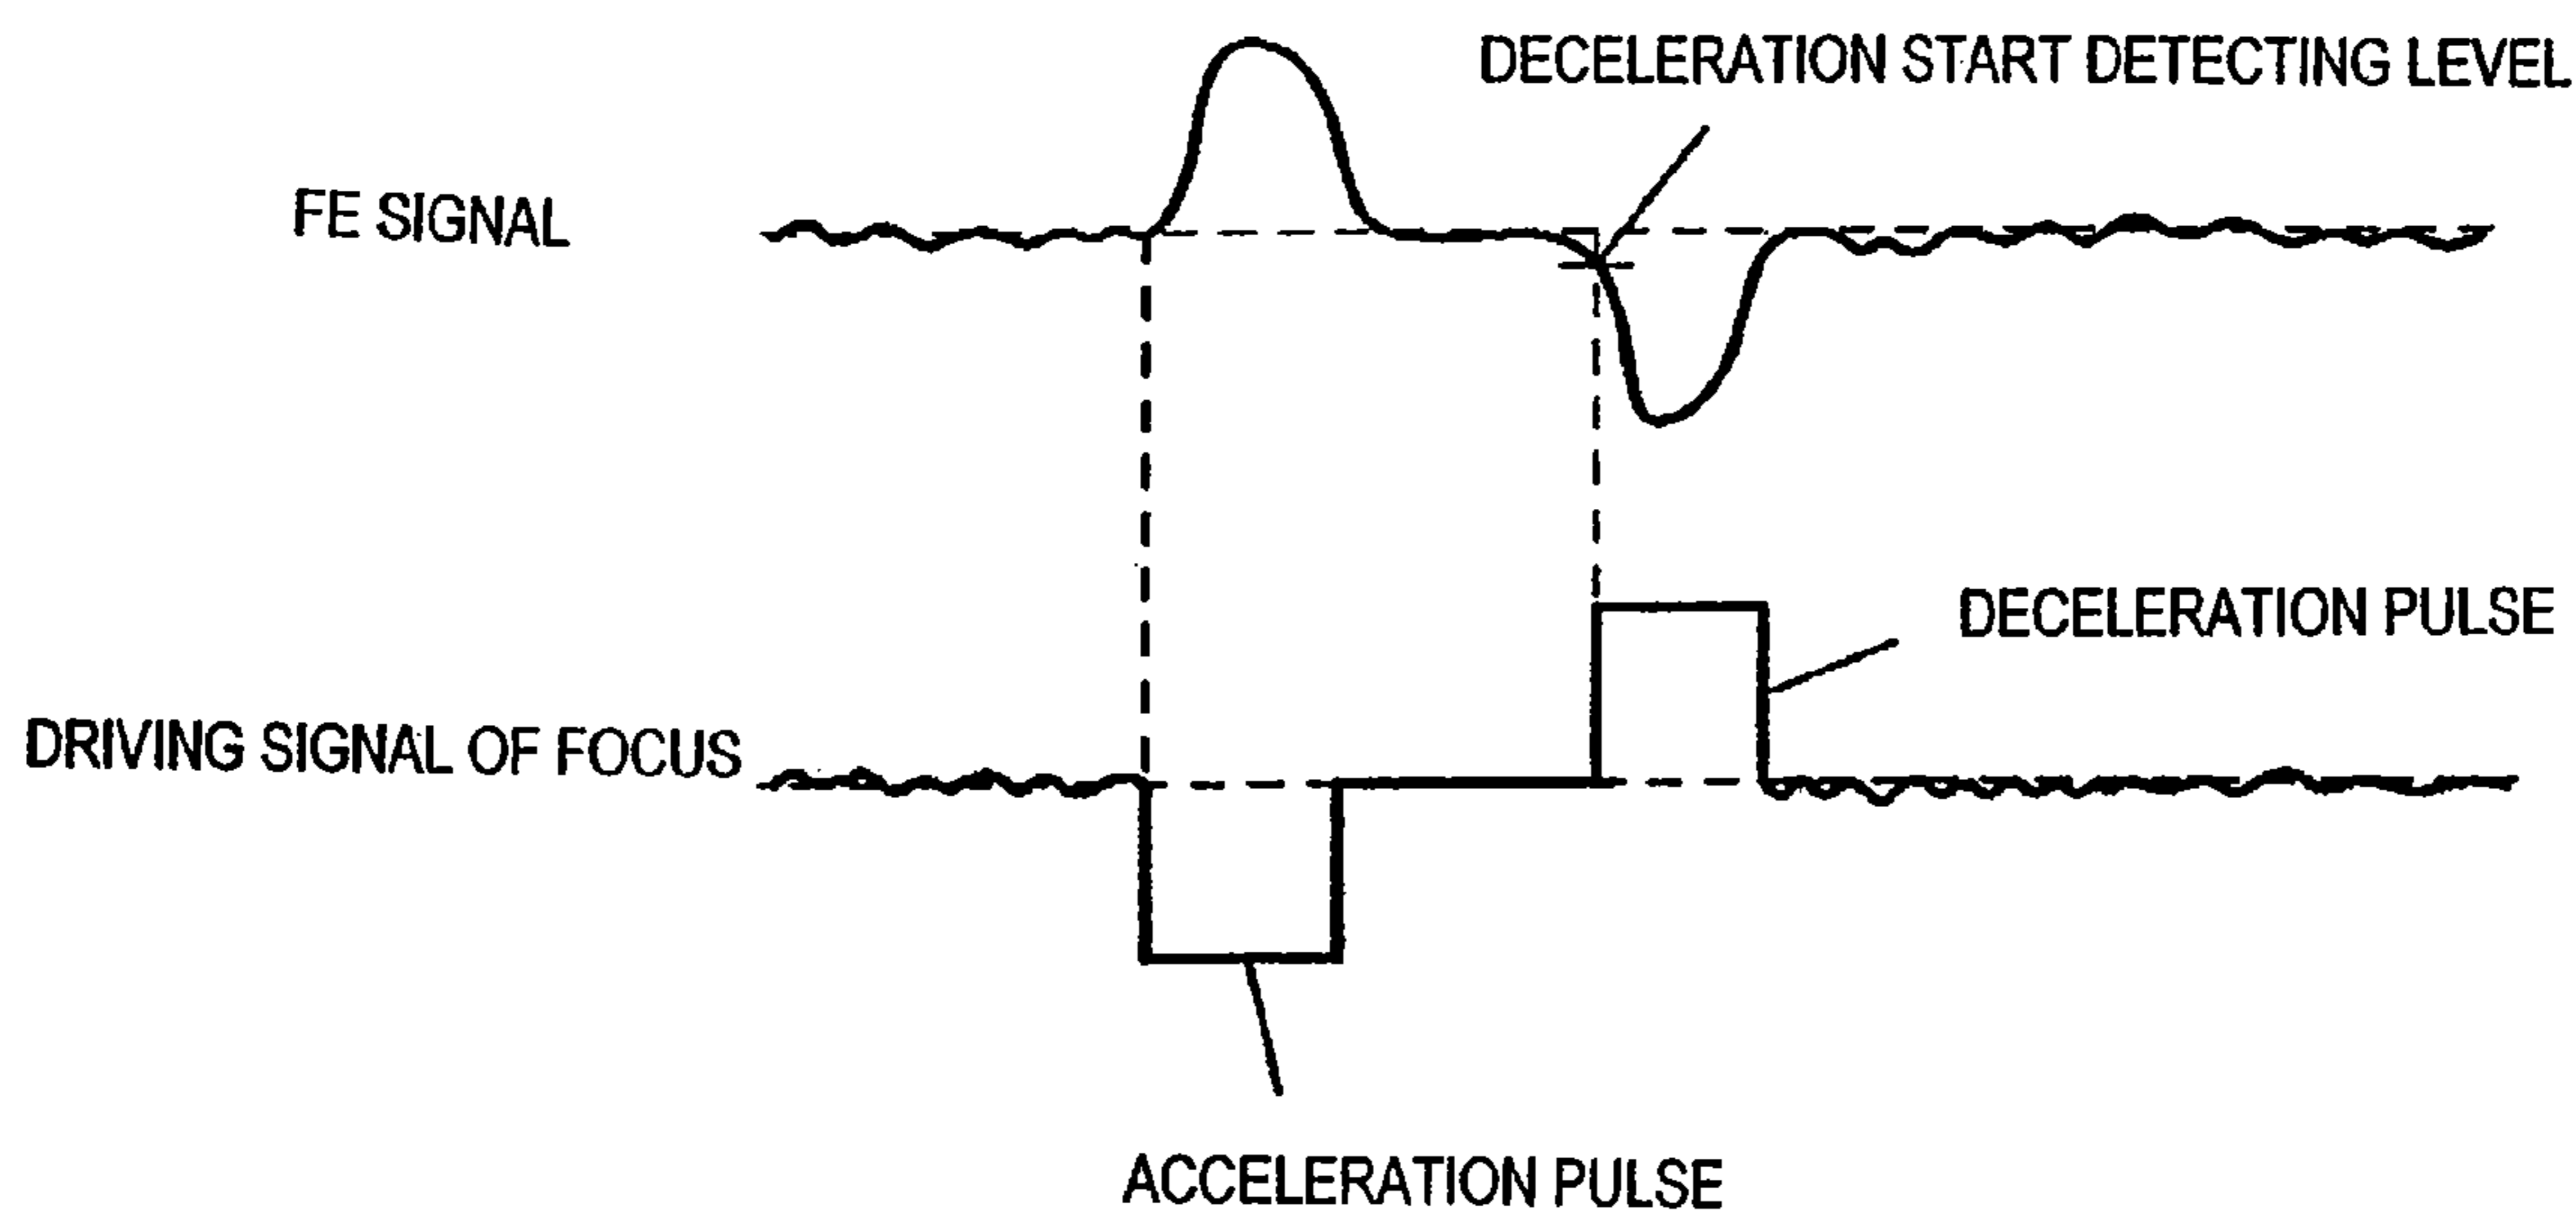 DECELERATION START DETECTING LEVEL
FE SIGNAL
DECELERATION PULSE
DRIVING SIGNAL OF FOCUS
ACCELERATION PULSE